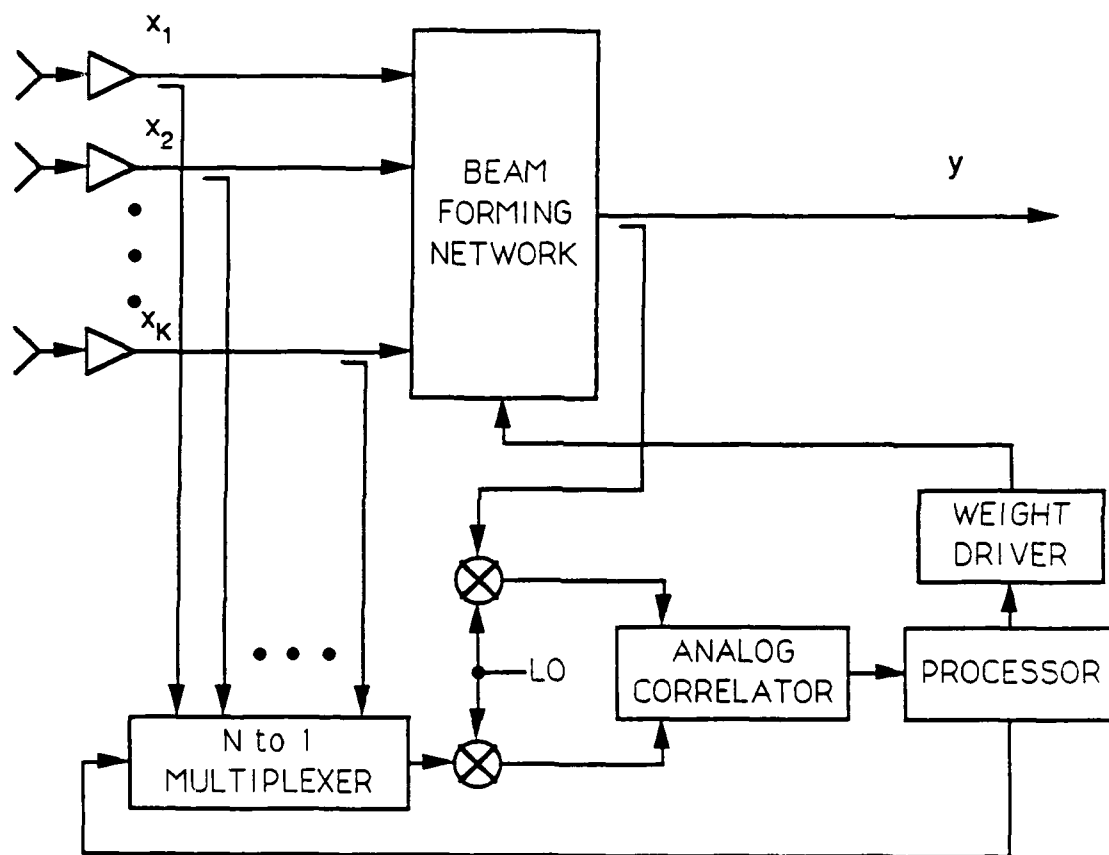 x1
x2
xK
BEAM
FORMING
NETWORK
y
WEIGHT
DRIVER
LO
ANALOG
CORRELATOR
PROCESSOR
N to 1
MULTIPLEXER